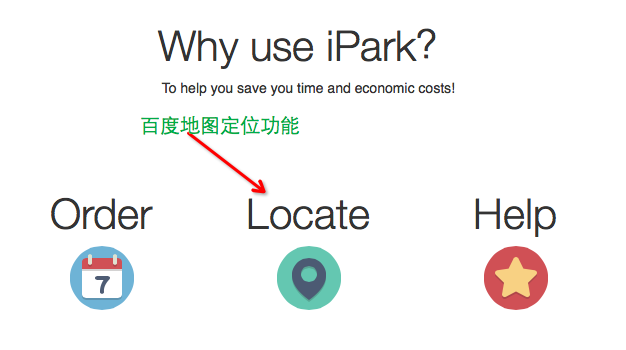 Why use iPark?
To help you save you time and economic costs!
百度地图定位功能
Order Locate Help
7